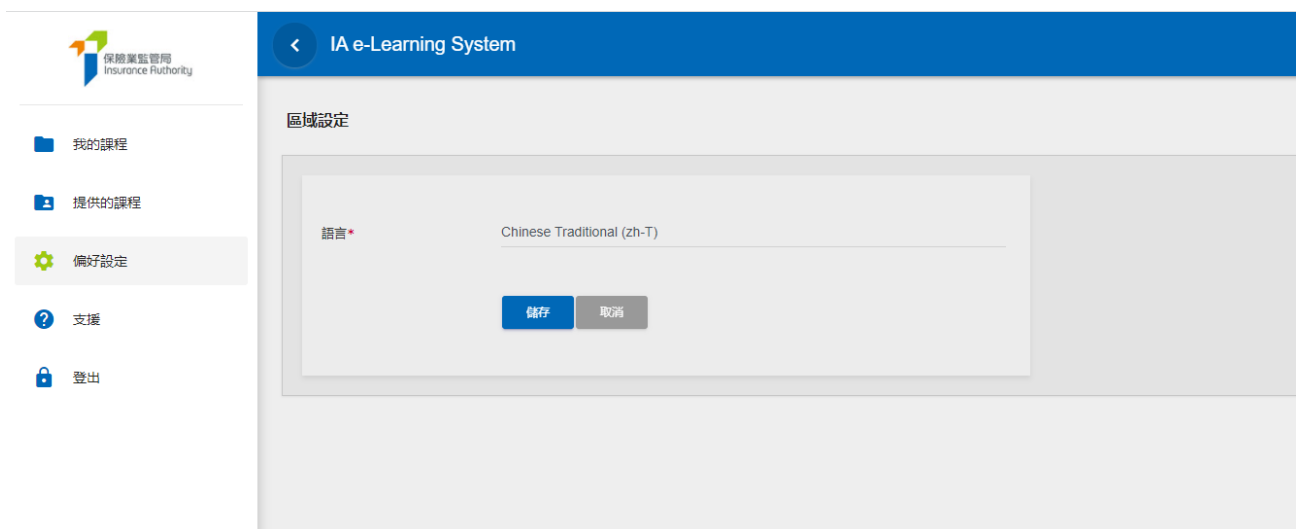 保險業監管局
Insurance Authority
IA e-Learning System
我的課程
提供的課程
偏好設定
支援
登出
區域設定
語言*
Chinese Traditional (zh-T)
儲存
取消